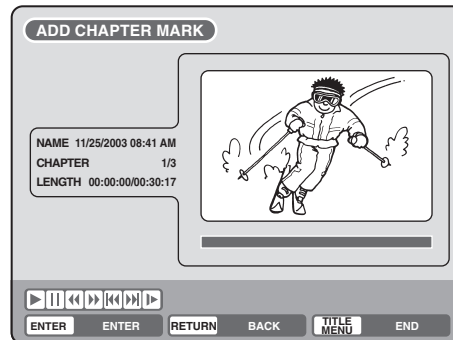 ADD CHAPTER MARK
NAME 11/25/2003 08:41 AM
CHAPTER 1/3
LENGTH 00:00:00/00:30:17
ENTER ENTER RETURN BACK TITLE MENU END